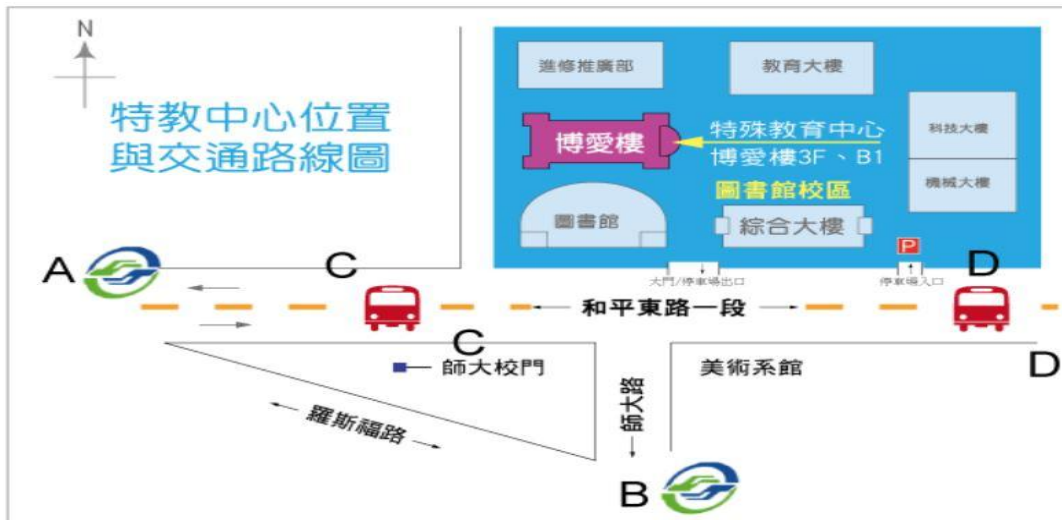 N
特教中心位置
與交通路線圖
進修推廣部
教育大樓
博愛樓
特殊教育中心
博愛樓3F、B1
科技大樓
機械大樓
圖書館校區
圖書館
綜合大樓
P
大門/停車場出口
停車場入口
A
C
D
和平東路一段
C
師大校門
美術系館
D
羅斯福路
師大路
B